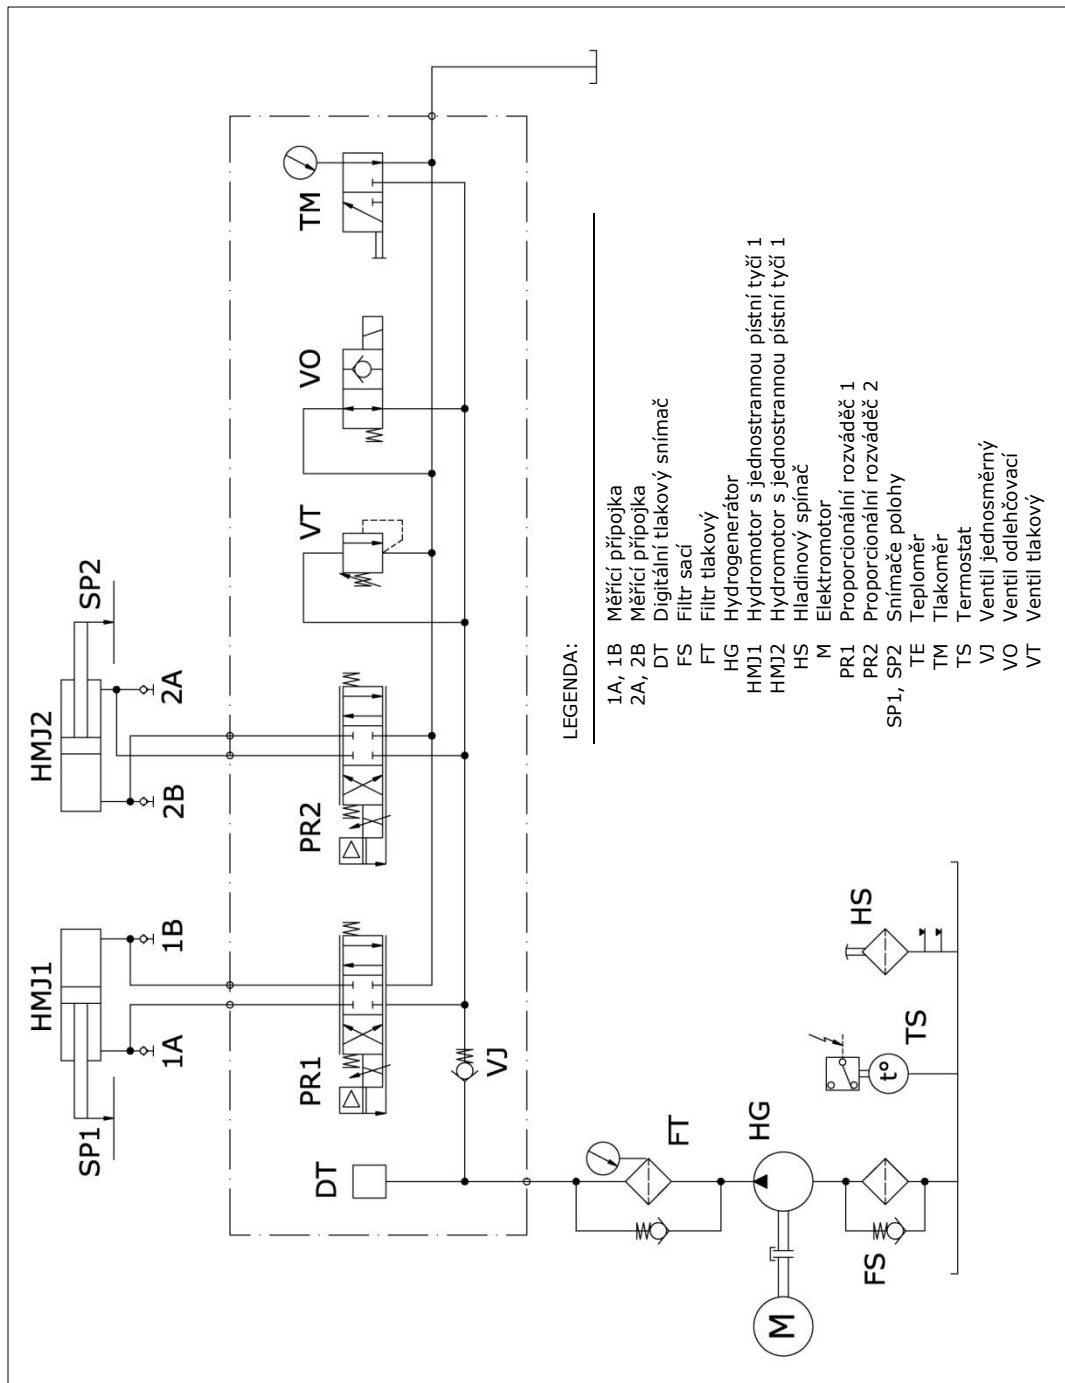 HMJ1
HMJ2
SP1
SP2
1A
1B
2B
2A
DT
PR1
PR2
VT
VO
TM
VJ
LEGENDA:
1A, 1B Měřící přípojka
2A, 2B Měřící přípojka
DT Digitální tlakový snímač
FS Filtr sací
FT Filtr tlakový
HG Hydrogenerátor
HMJ1 Hydromotor s jednostrannou pístní tyčí 1
HMJ2 Hydromotor s jednostrannou pístní tyčí 1
HS Hladinový spínač
M Elektromotor
PR1 Proporcionální rozváděč 1
PR2 Proporcionální rozváděč 2
SP1, SP2 Snímače polohy
TE Teploměr
TM Tlakoměr
TS Termostat
VJ Ventil jednosměrný
VO Ventil odlehčovací
VT Ventil tlakový
FT
HG
M
FS
t°
TS
HS